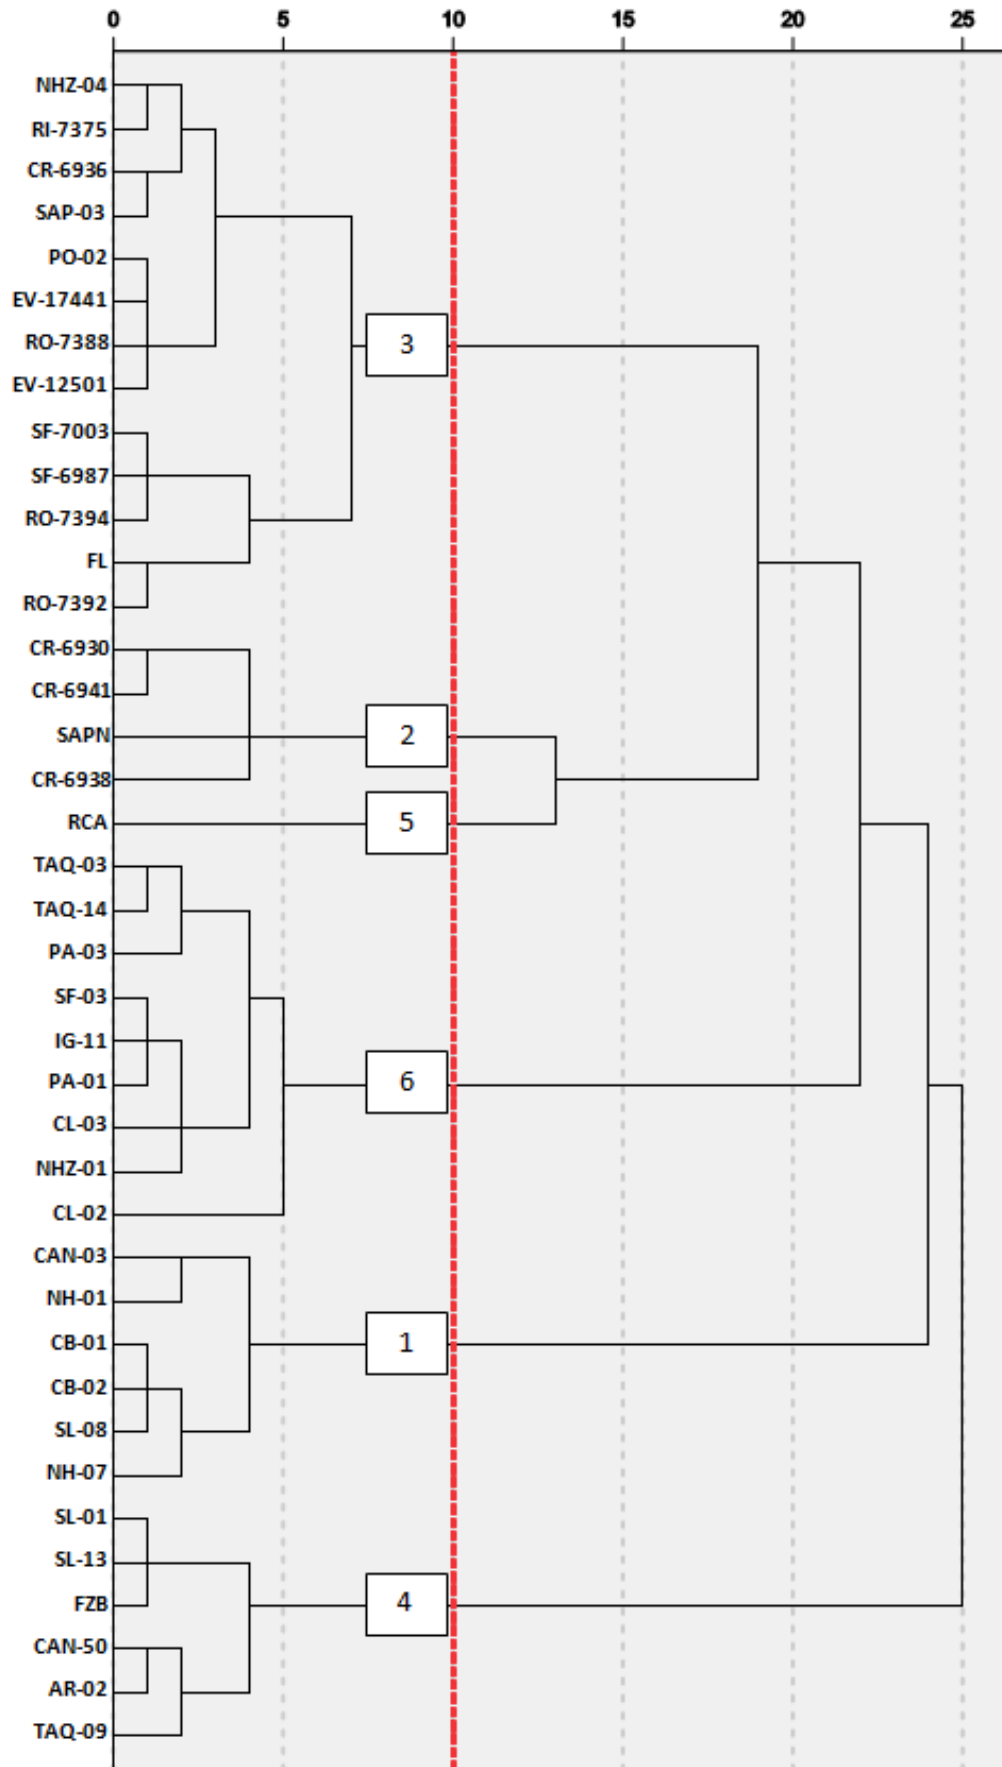 0 5 10 15 20 25
NHZ-04
RI-7375
CR-6936
SAP-03
PO-02
EV-17441
RO-7388
3
EV-12501
SF-7003
SF-6987
RO-7394
FL
RO-7392
CR-6930
CR-6941
SAPN 2
CR-6938
RCA 5
TAQ-03
TAQ-14
PA-03
SF-03
IG-11
PA-01 6
CL-03
NHZ-01
CL-02
CAN-03
NH-01
CB-01 1
CB-02
SL-08
NH-07
SL-01
SL-13
FZB 4
CAN-50
AR-02
TAQ-09